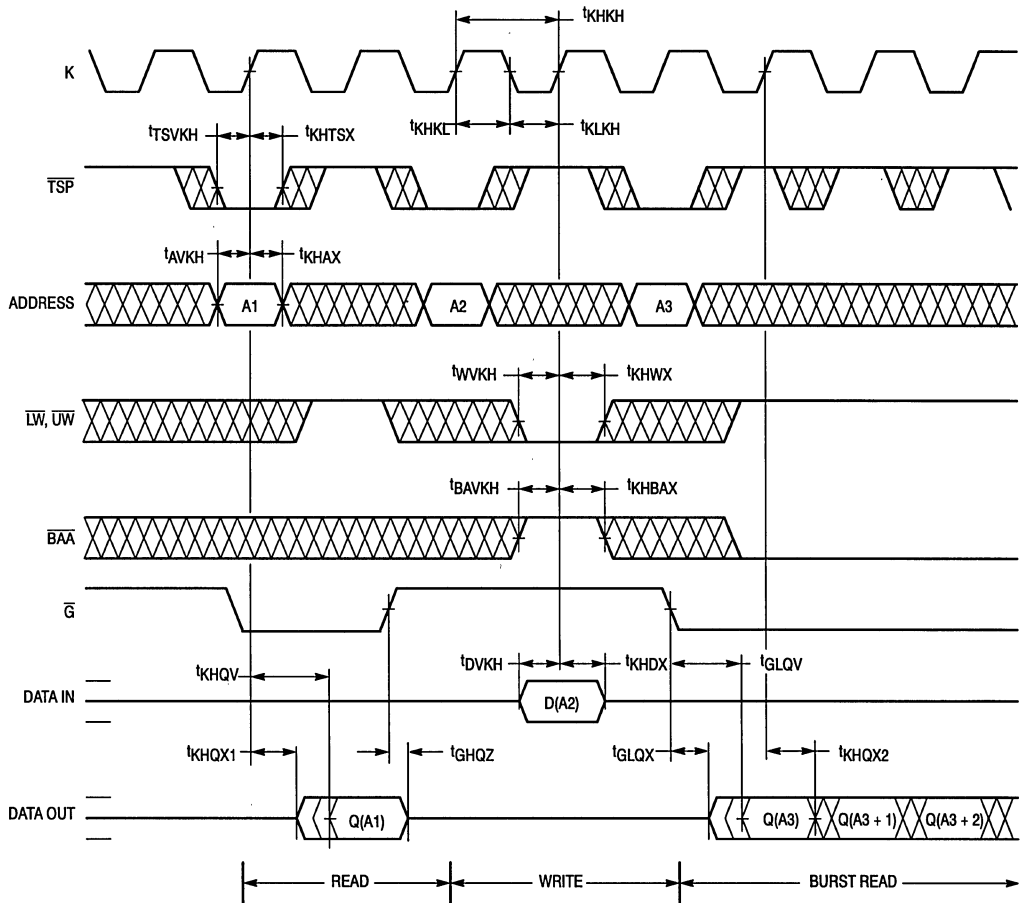 tKHKH
K
tKHKL
tKLKH
tTSVKH
tKHTSX
TSP
tAVKH
tKHAX
ADDRESS
A1
A2
A3
tWVKH
tKHWX
LW, UW
tBAVKH
tKHBAX
BAA
G
tKHQV
tDVKH
tKHDX
tGLQV
DATA IN
D(A2)
tKHQX1
tGHQZ
tGLQX
tKHQX2
DATA OUT
Q(A1)
Q(A3)
Q(A3 + 1)
Q(A3 + 2)
READ
WRITE
BURST READ